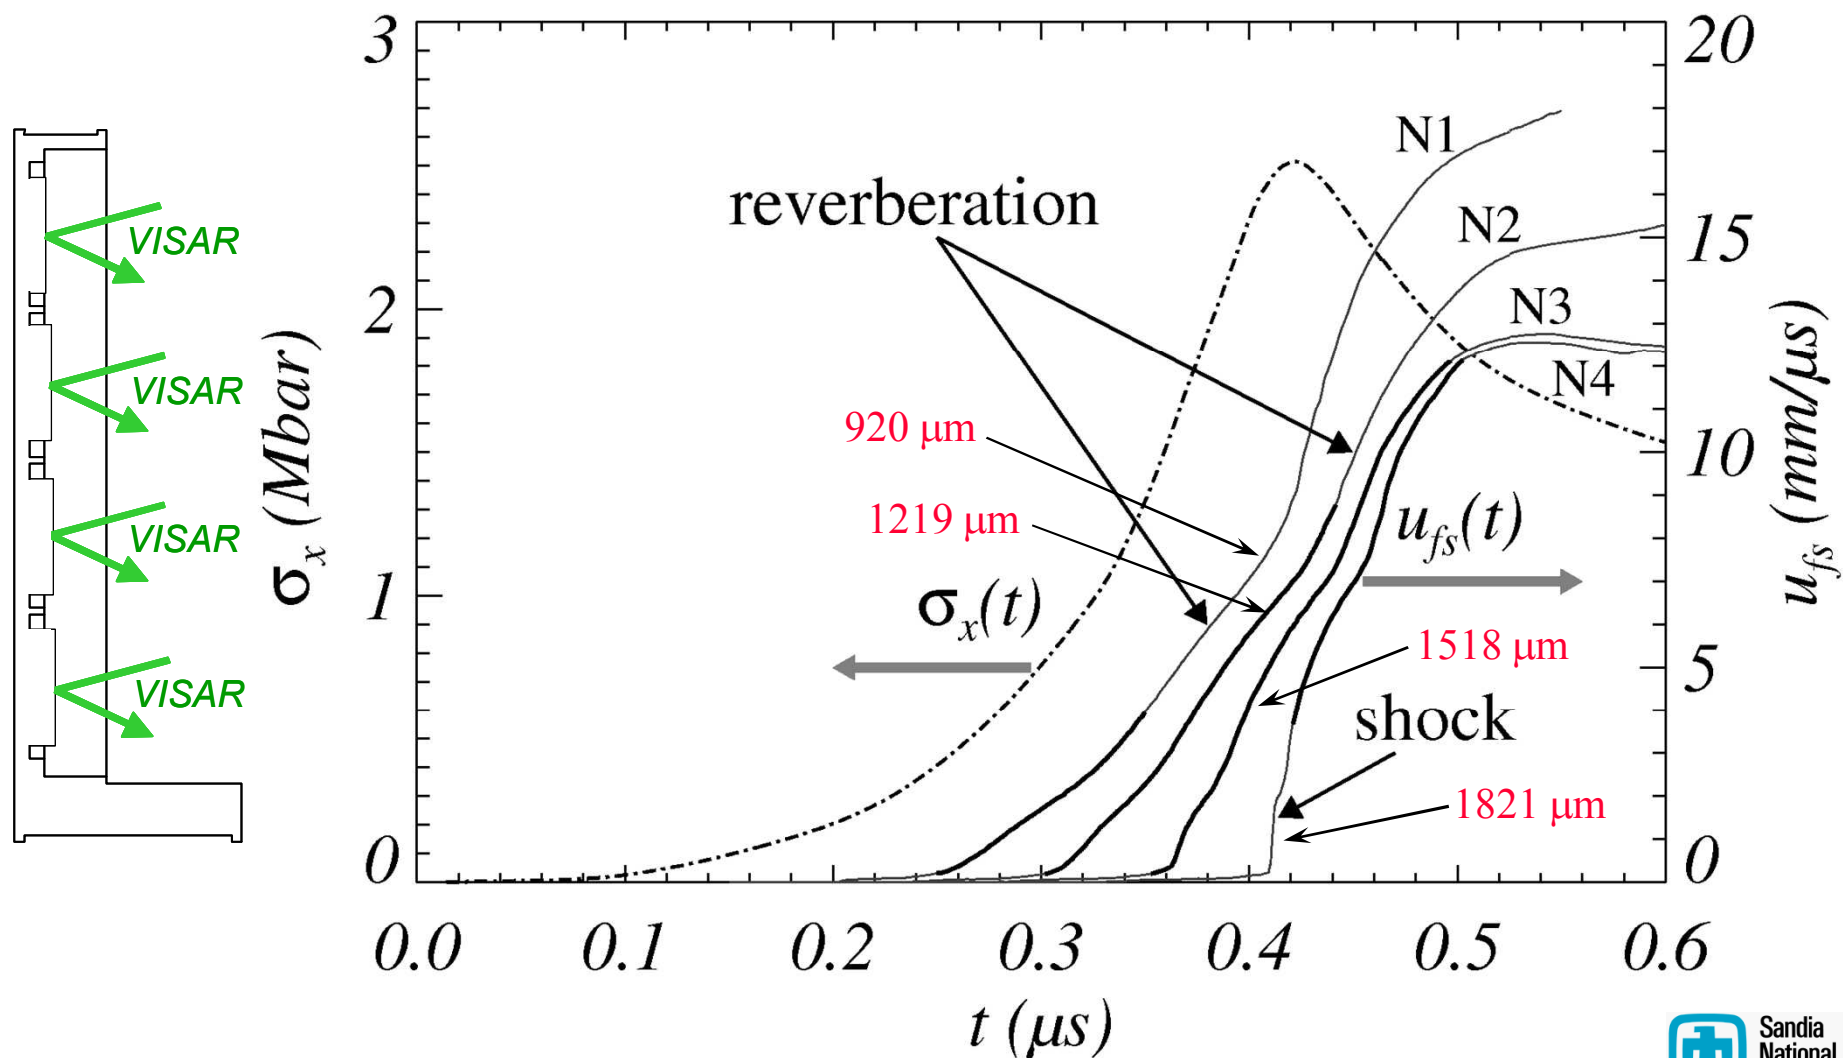 VISAR
VISAR
VISAR
VISAR
σx (Mbar)
3
2
1
0
20
15
10
5
0
ufs (mm/μs)
0.0 0.1 0.2 0.3 0.4 0.5 0.6
t (μs)
N1
N2
N3
N4
reverberation
920 μm
1219 μm
ufs(t)
σx(t)
1518 μm
shock
1821 μm
Sandia
National